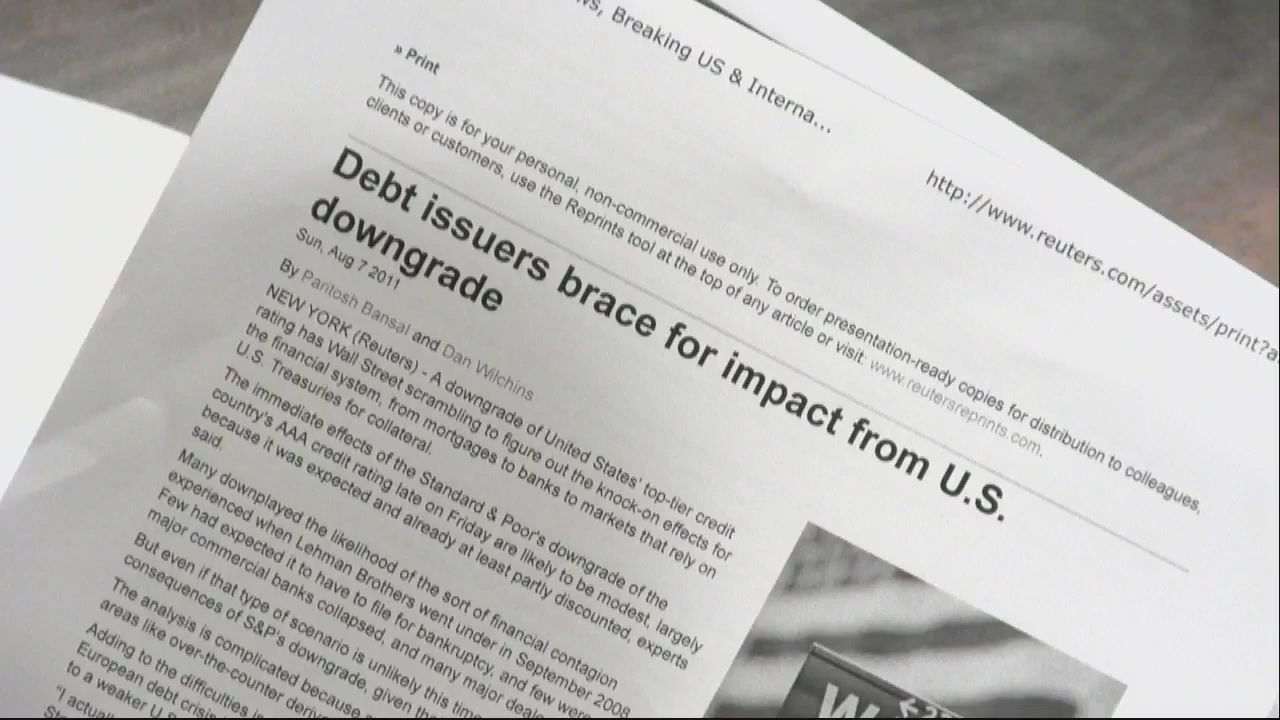 ws, Breaking US & Interna...
http://www.reuters.com/assets/print?a
» Print
This copy is for your personal, non-commercial use only. To order presentation-ready copies for distribution to colleagues,
clients or customers, use the Reprints tool at the top of any article or visit: www.reutersreprints.com.
Debt issuers brace for impact from U.S.
downgrade
Sun, Aug 7 2011
By Paritosh Bansal and Dan Wilchins
NEW YORK (Reuters) - A downgrade of United States' top-tier credit
rating has Wall Street scrambling to figure out the knock-on effects for
the financial system, from mortgages to banks to markets that rely on
U.S. Treasuries for collateral.
The immediate effects of the Standard & Poor's downgrade of the
country's AAA credit rating late on Friday are likely to be modest, largely
because it was expected and already at least partly discounted, experts
said.
Many downplayed the likelihood of the sort of financial contagion
experienced when Lehman Brothers went under in September 2008.
Few had expected it to have to file for bankruptcy, and few were
major commercial banks collapsed, and many major deale
But even if that type of scenario is unlikely this time
consequences of S&P's downgrade, given tha
The analysis is complicated because s
areas like over-the-counter deriv
Adding to the difficulties is
European debt crisi
to a weaker U.S
"I actual
St
W